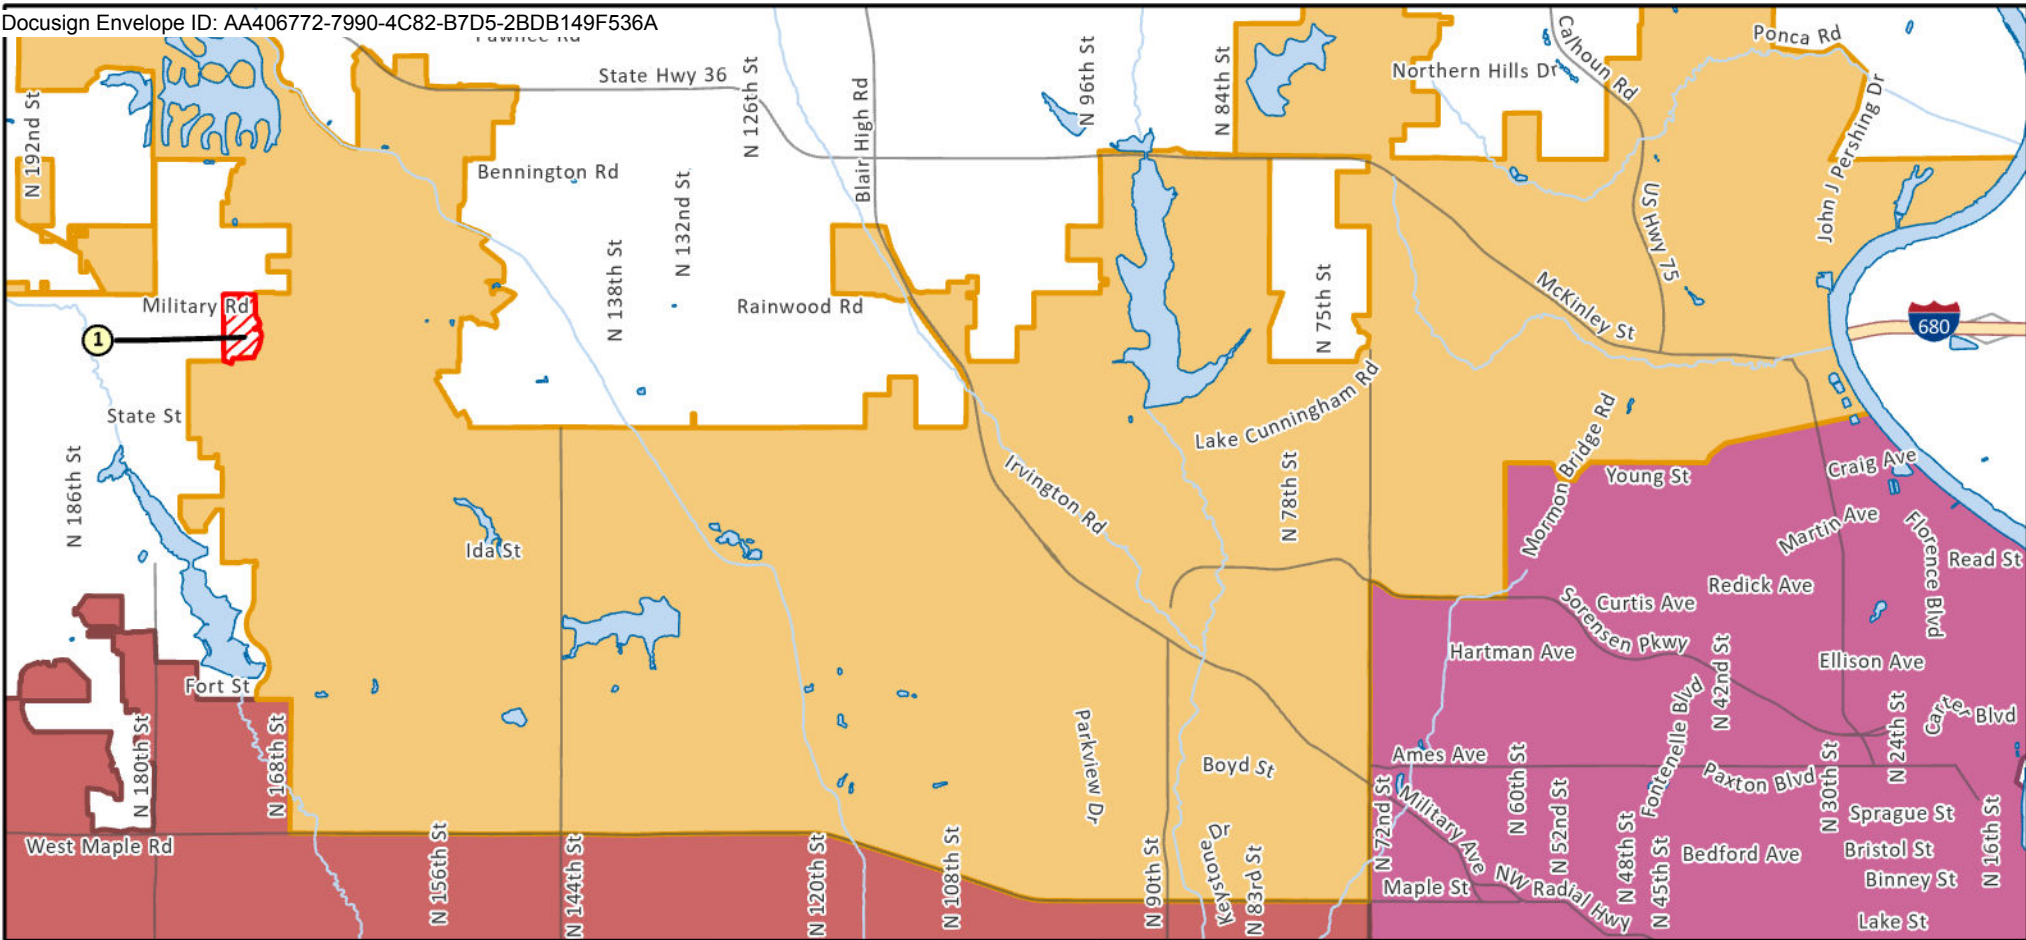 Docusign Envelope ID: AA406772-7990-4C82-B7D5-2BDB149F536A
Pawnee Rd
State Hwy 36
N 126th St
Blair High Rd
N 96th St
N 84th St
Northern Hills Dr
Calhoun Rd
Ponca Rd
N 192nd St
Bennington Rd
N 132nd St
John J Pershing Dr
US Hwy 75
N 138th St
N 75th St
Military Rd
Rainwood Rd
McKinley St
680
1
State St
Lake Cunningham Rd
Mormon Bridge Rd
N 186th St
Irvington Rd
N 78th St
Young St
Craig Ave
Martin Ave
Florence Blvd
Ida St
Read St
Redick Ave
Curtis Ave
Sorensen Pkwy
Hartman Ave
Ellison Ave
Fort St
N 42nd St
Fontenelle Blvd
N 24th St
Carter Blvd
N 180th St
N 168th St
Parkview Dr
Boyd St
Ames Ave
N 60th St
Paxton Blvd
N 30th St
N 72nd St
Military Ave
N 52nd St
Sprague St
N 16th St
West Maple Rd
N 156th St
N 144th St
N 120th St
N 108th St
N 90th St
Keystone Dr
N 83rd St
N 48th St
N 45th St
Bedford Ave
Bristol St
Maple St
NW Radial Hwy
Binney St
Lake St